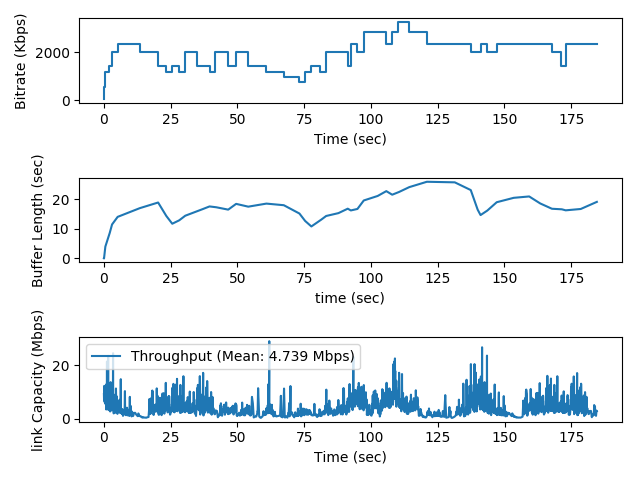 Bitrate (Kbps)
2000
0
0 25 50 75 100 125 150 175
Time (sec)
Buffer Length (sec)
20
10
0
0 25 50 75 100 125 150 175
time (sec)
link Capacity (Mbps)
20
0
Throughput (Mean: 4.739 Mbps)
0 25 50 75 100 125 150 175
Time (sec)